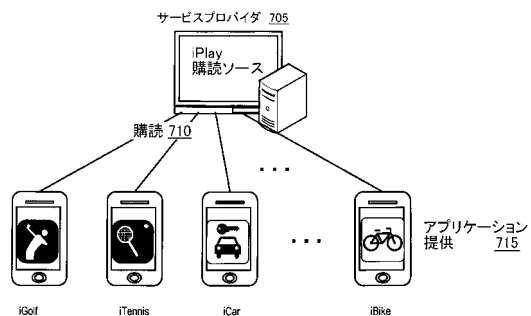 サービスプロバイダ 705
iPlay
購読ソース
購読 710
...
...
アプリケーション
提供 715
iGolf
iTennis
iCar
iBike